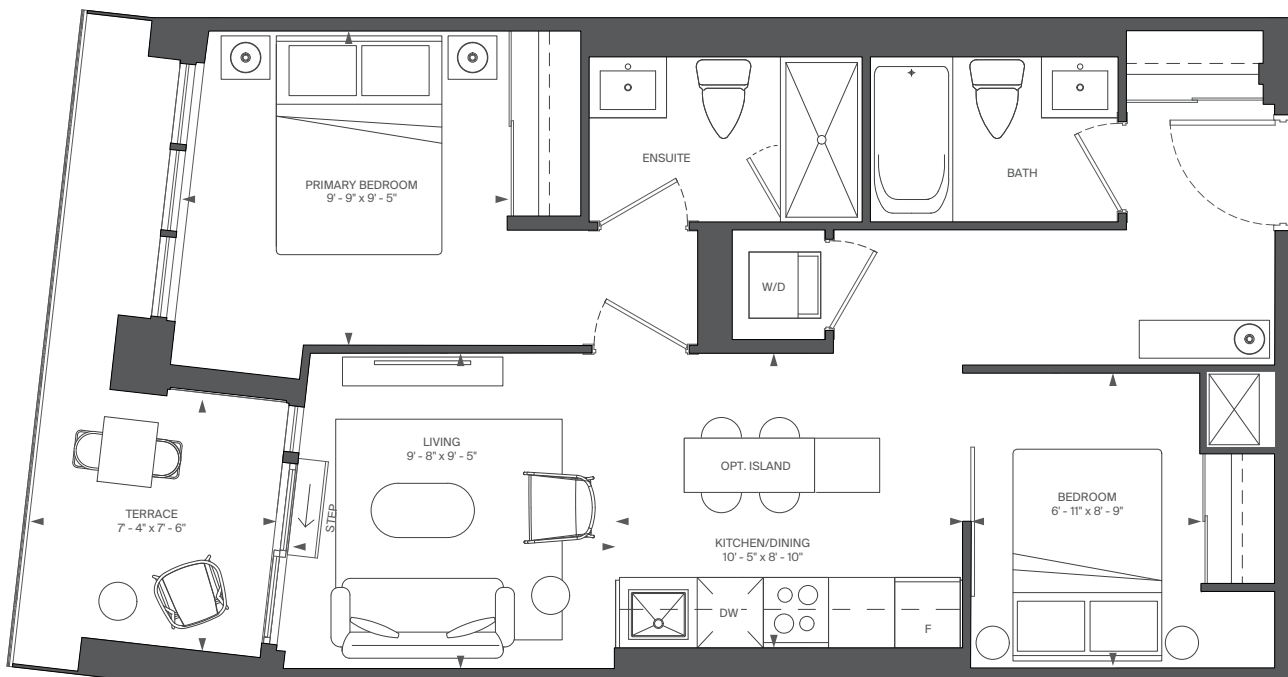 PRIMARY BEDROOM
9' - 9" x 9' - 5"
ENSUITE
BATH
W/D
LIVING
9' - 8" x 9' - 5"
OPT. ISLAND
TERRACE
7' - 4" x 7' - 6"
STEP
KITCHEN/DINING
10' - 5" x 8' - 10"
BEDROOM
6' - 11" x 8' - 9"
DW
F